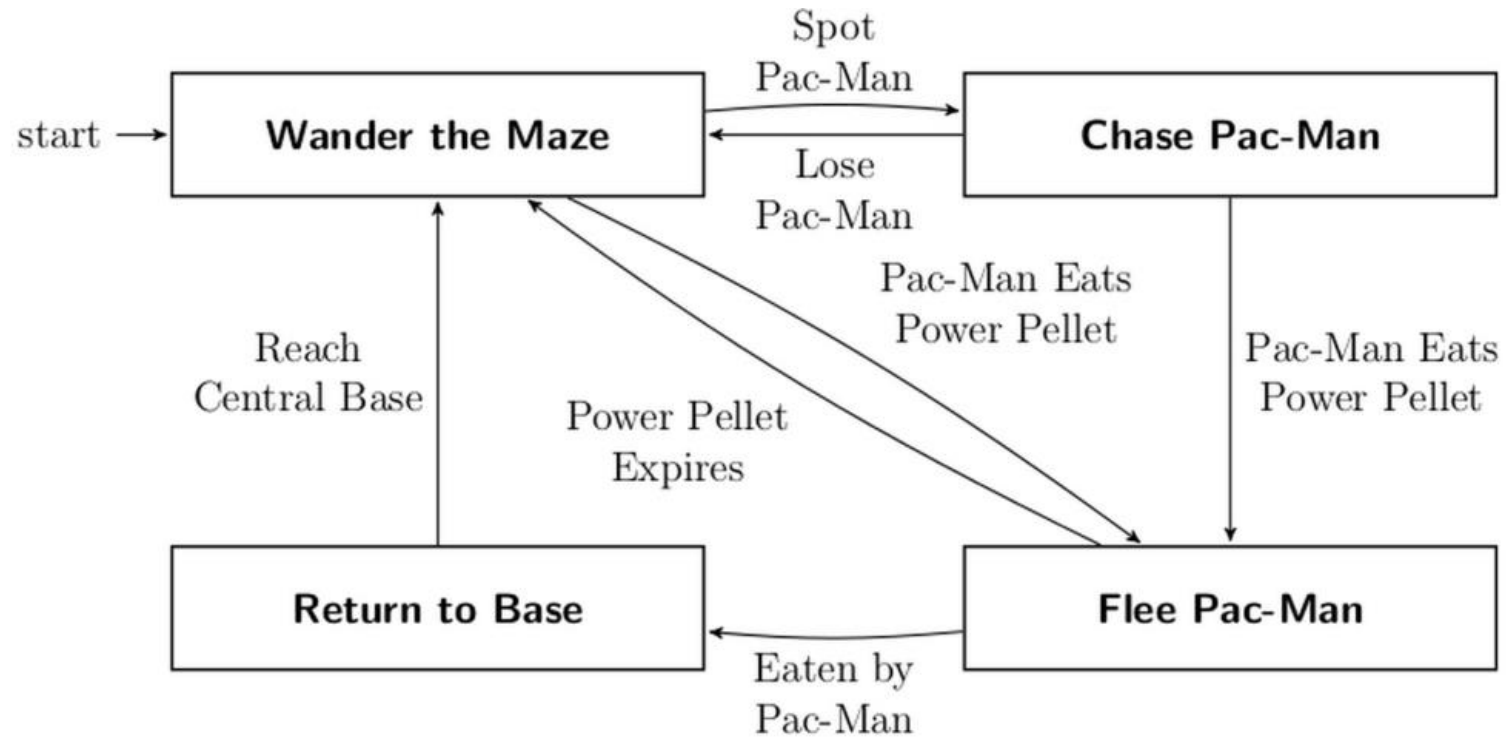 Spot
Pac-Man
start
Wander the Maze
Chase Pac-Man
Lose
Pac-Man
Pac-Man Eats
Power Pellet
Reach
Central Base
Pac-Man Eats
Power Pellet
Power Pellet
Expires
Return to Base
Flee Pac-Man
Eaten by
Pac-Man